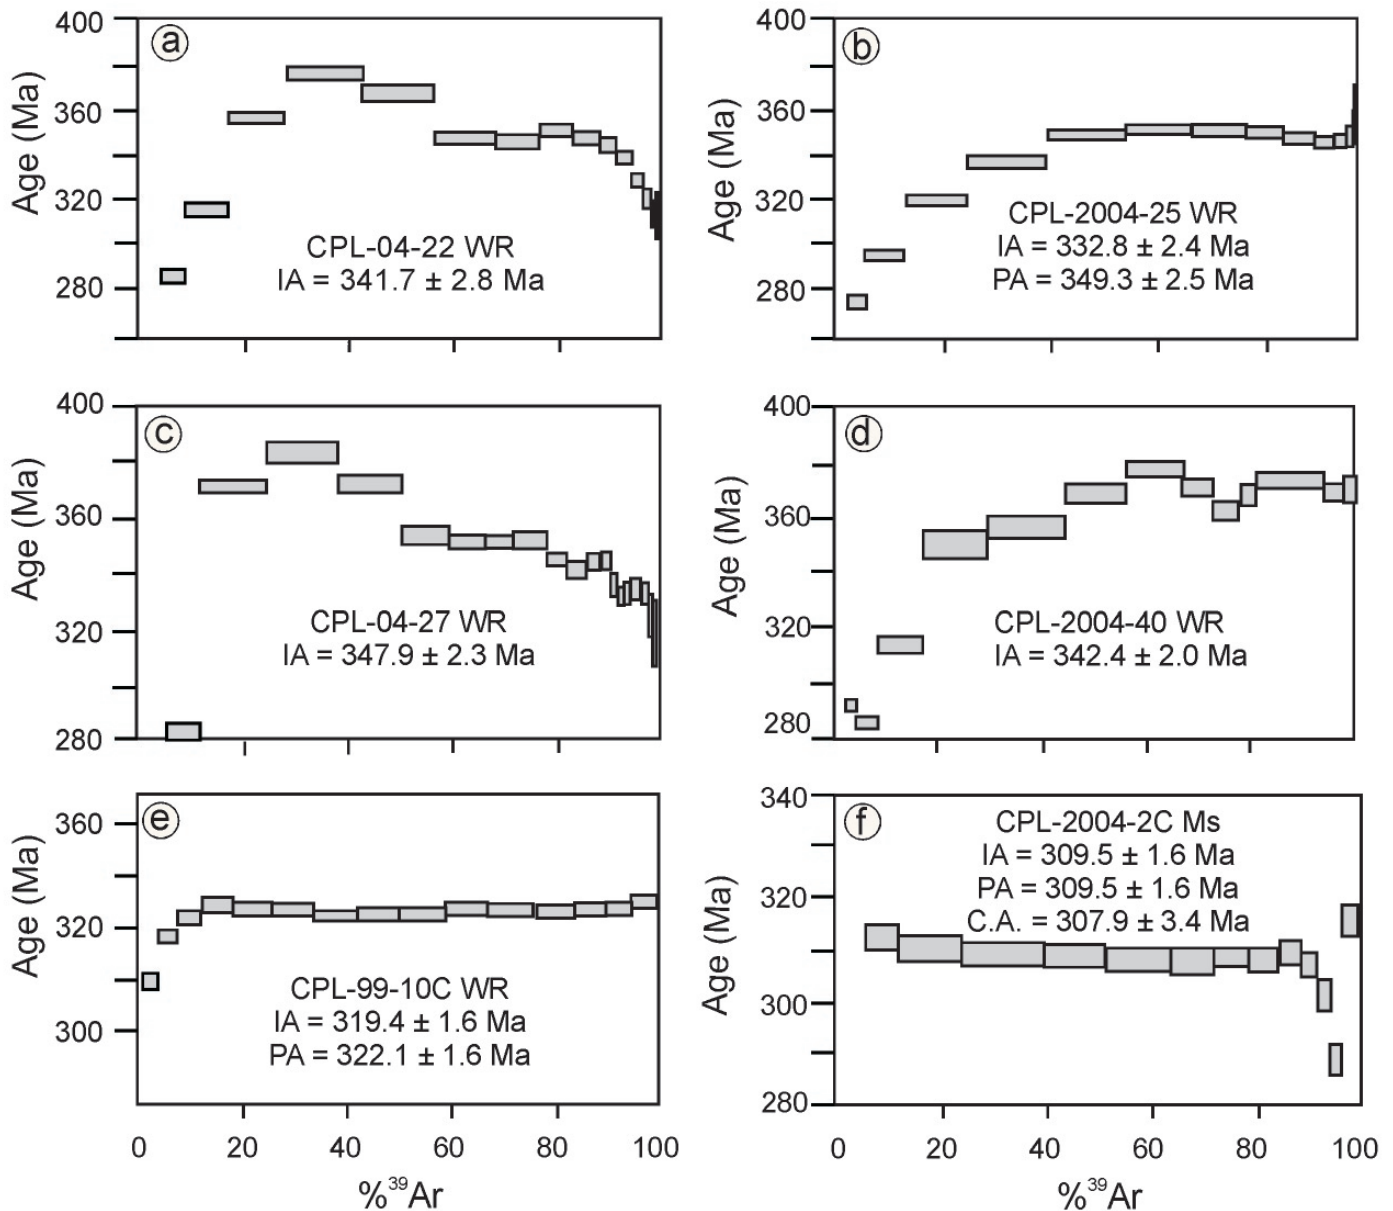 400
360
320
280
Age (Ma)
a
CPL-04-22 WR
IA = 341.7 ± 2.8 Ma
400
360
320
280
Age (Ma)
b
CPL-2004-25 WR
IA = 332.8 ± 2.4 Ma
PA = 349.3 ± 2.5 Ma
400
360
320
280
Age (Ma)
c
CPL-04-27 WR
IA = 347.9 ± 2.3 Ma
400
360
320
280
Age (Ma)
d
CPL-2004-40 WR
IA = 342.4 ± 2.0 Ma
360
320
300
Age (Ma)
e
CPL-99-10C WR
IA = 319.4 ± 1.6 Ma
PA = 322.1 ± 1.6 Ma
0 20 40 60 80 100
%³⁹Ar
340
320
300
280
Age (Ma)
f
CPL-2004-2C Ms
IA = 309.5 ± 1.6 Ma
PA = 309.5 ± 1.6 Ma
C.A. = 307.9 ± 3.4 Ma
0 20 40 60 80 100
%³⁹Ar